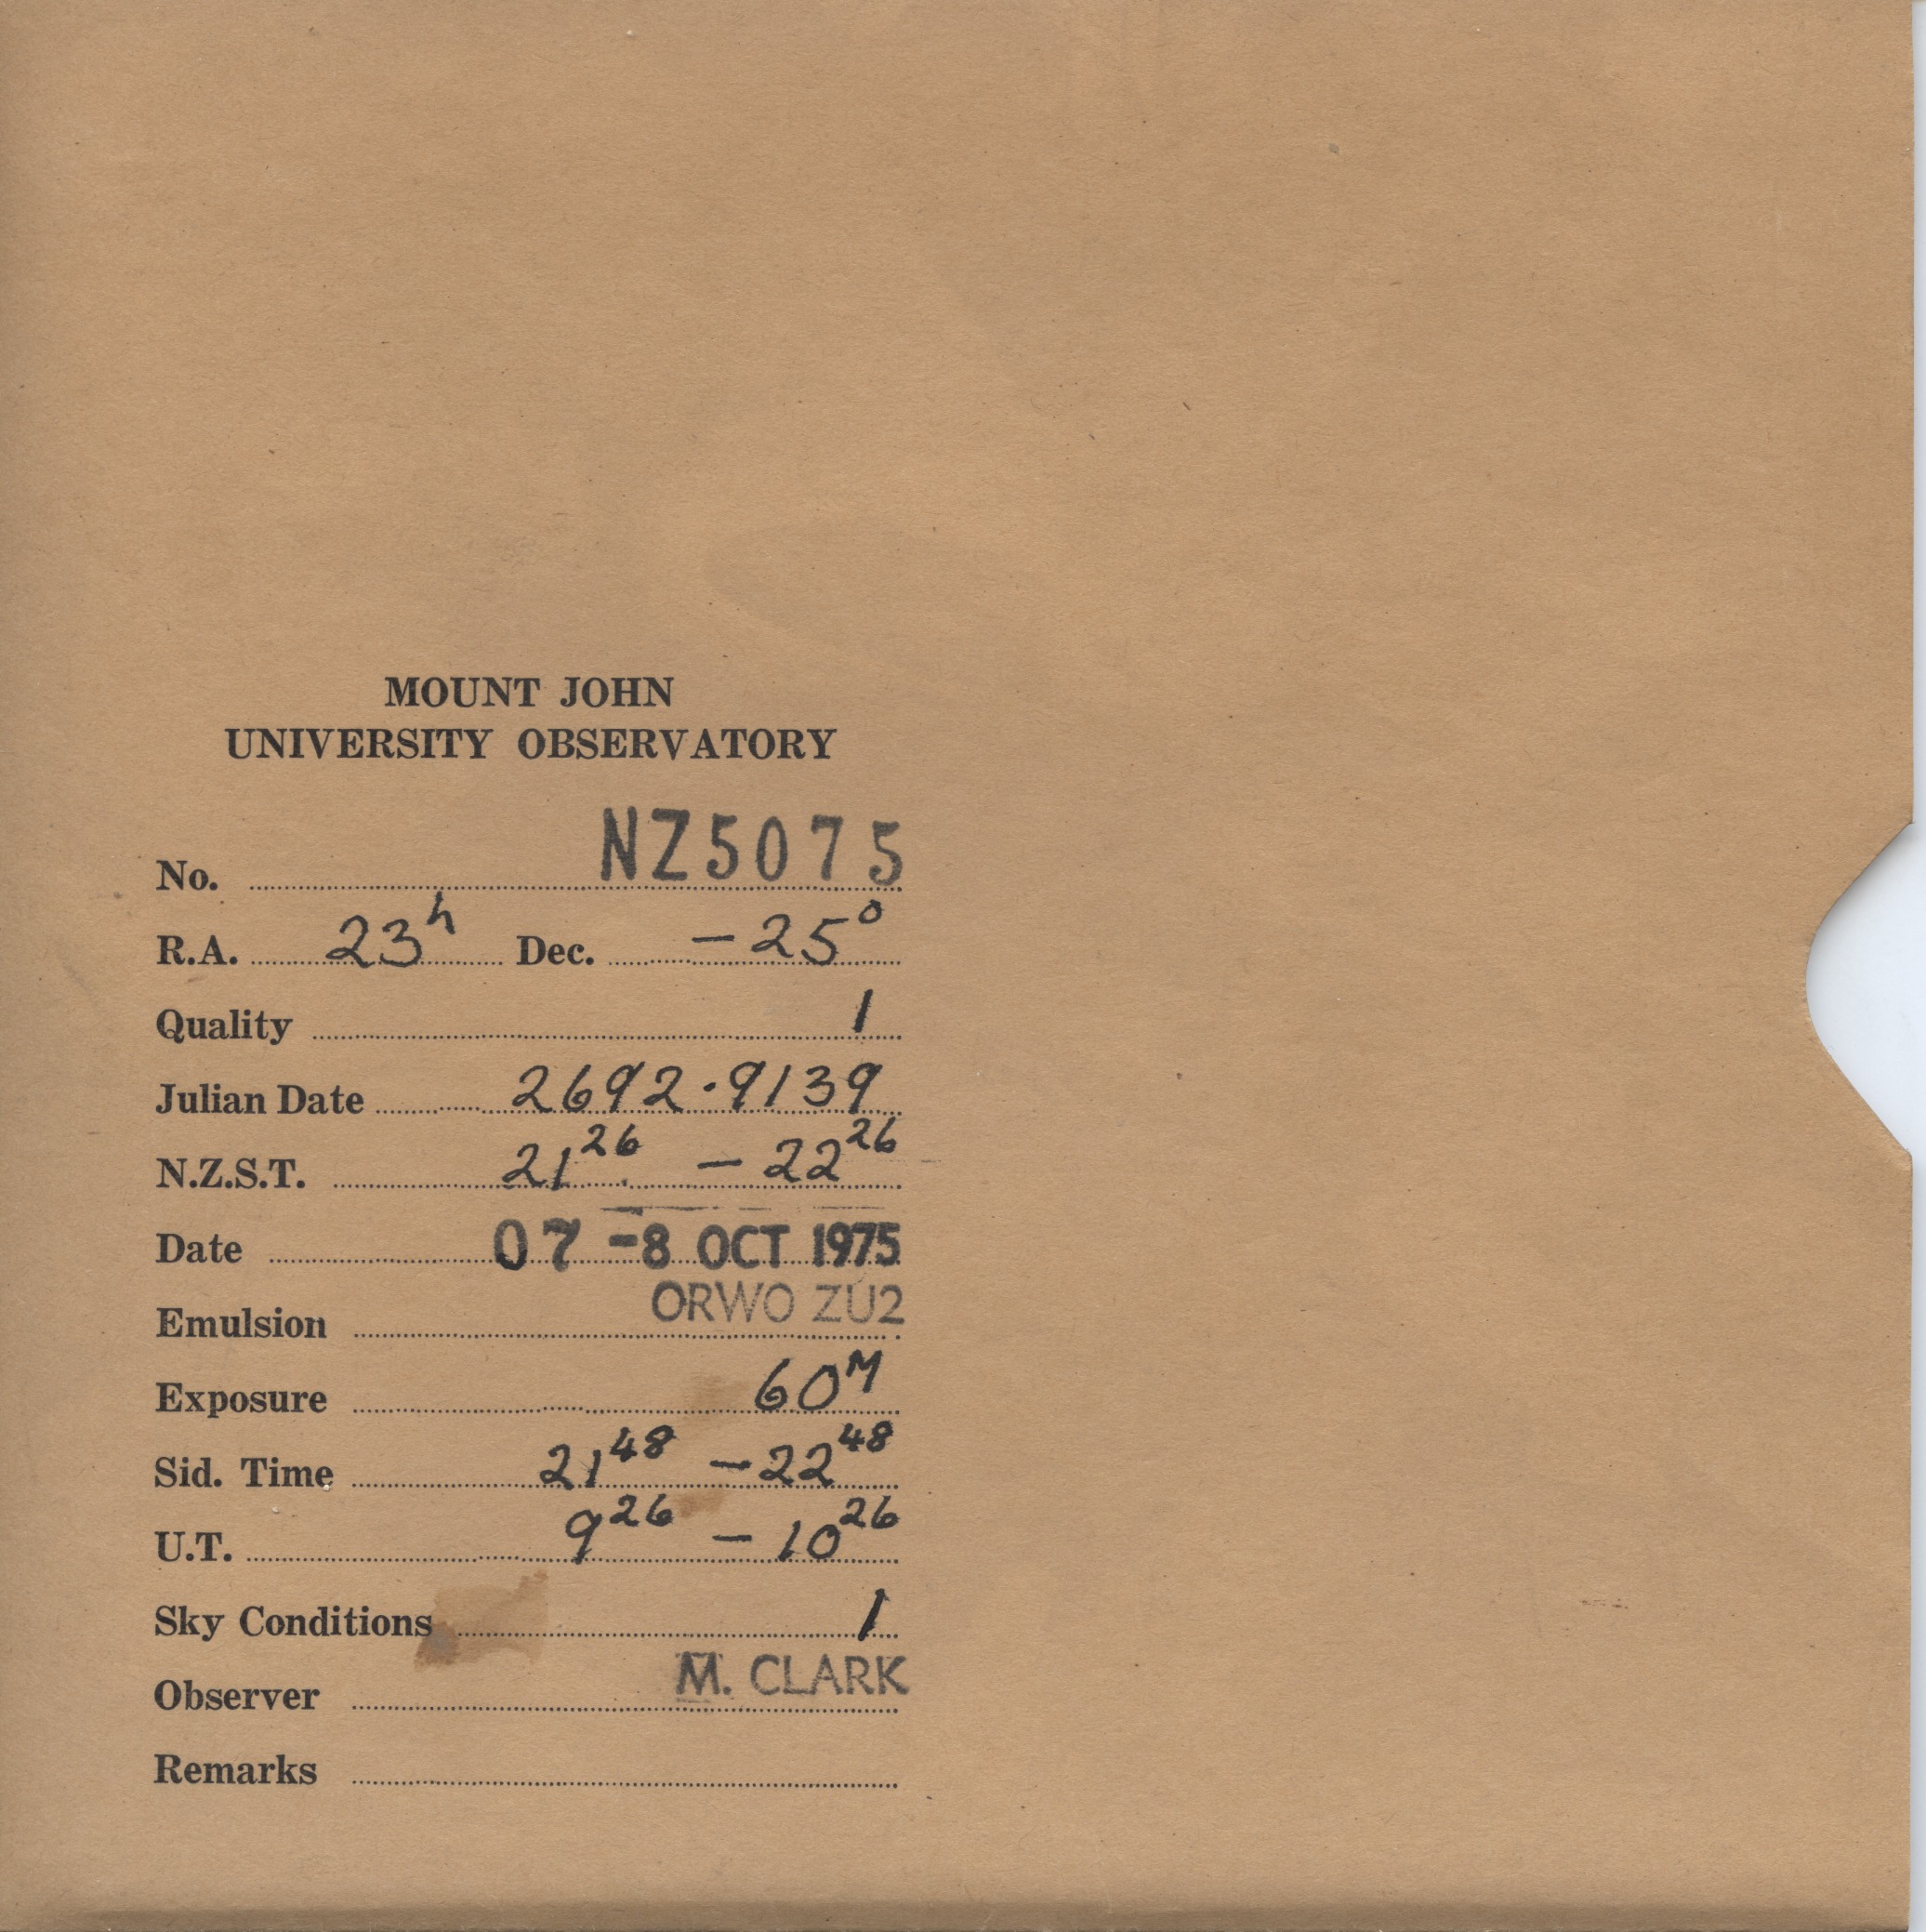 MOUNT JOHN
UNIVERSITY OBSERVATORY
No. NZ5075
R.A. 23h Dec. -25°
Quality 1
Julian Date 2692.9139
N.Z.S.T. 21 26 - 22 26
Date 07 -8 OCT 1975
Emulsion ORWO ZU2
Exposure 60M
Sid. Time 21 48 - 22 48
U.T. 9 26 - 10 26
Sky Conditions 1
Observer M. CLARK
Remarks